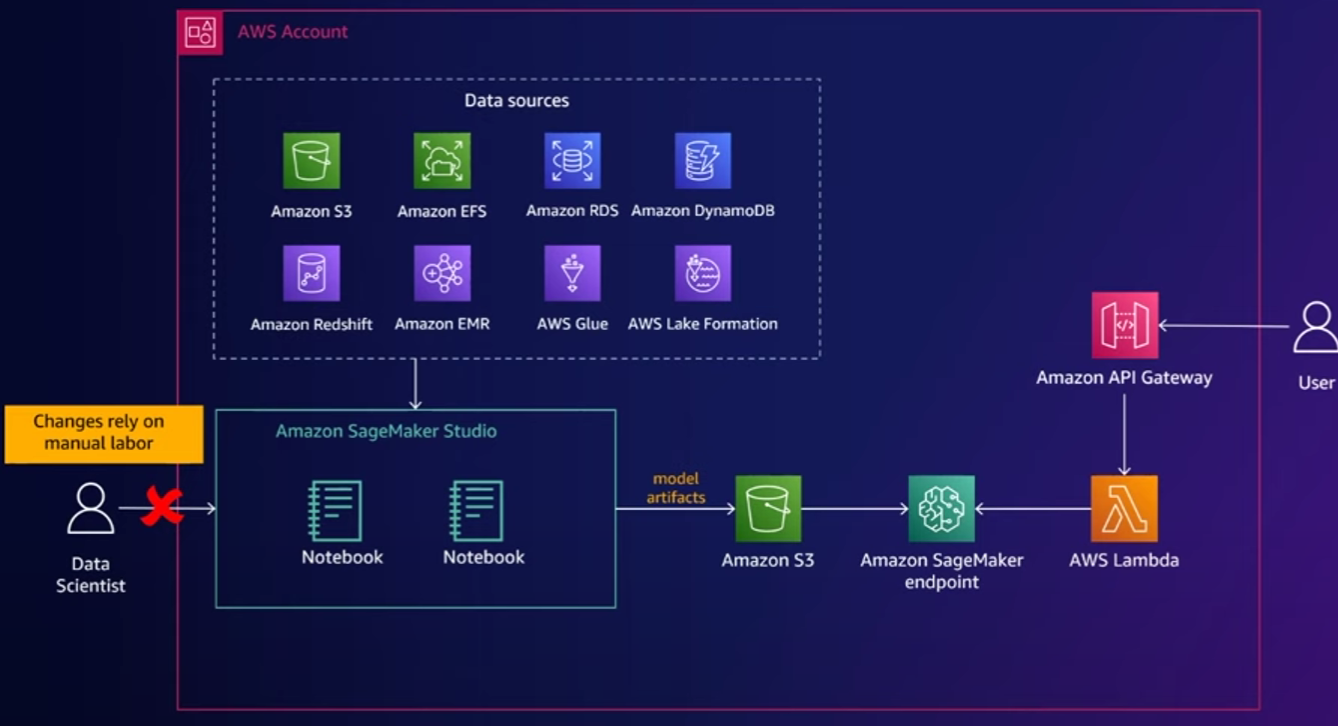 AWS Account
Data sources
Amazon S3
Amazon EFS
Amazon RDS
Amazon DynamoDB
Amazon Redshift
Amazon EMR
AWS Glue
AWS Lake Formation
Amazon API Gateway
User
Changes rely on
manual labor
Data
Scientist
Amazon SageMaker Studio
Notebook
Notebook
model
artifacts
Amazon S3
Amazon SageMaker
endpoint
AWS Lambda